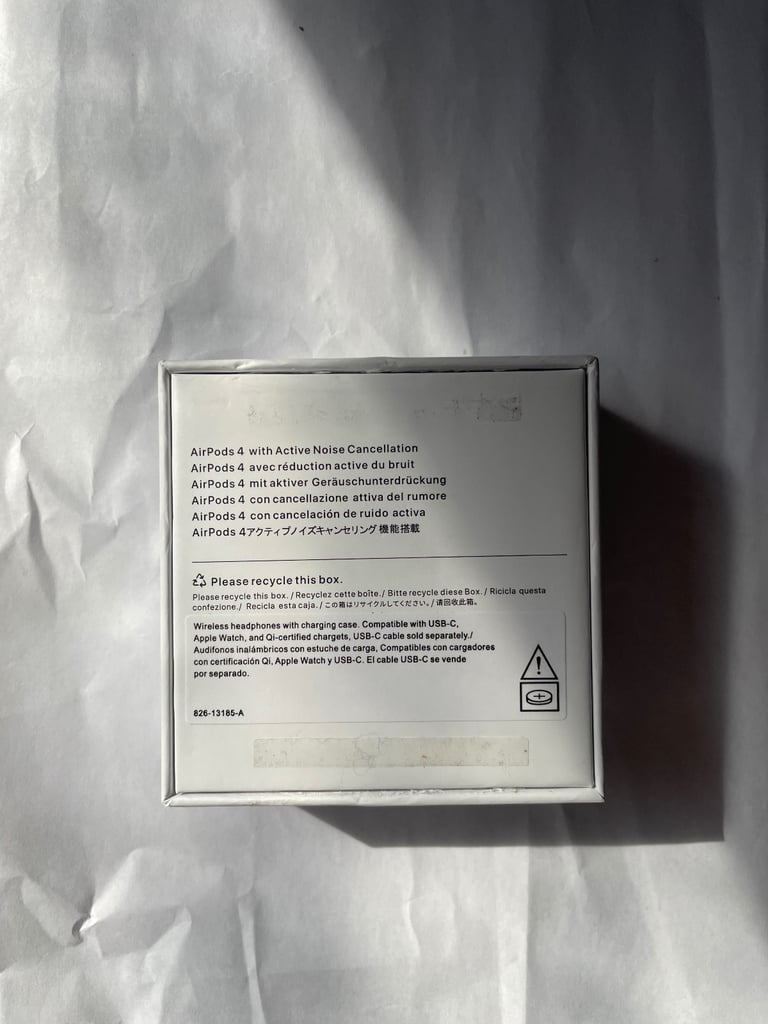 AirPods 4 with Active Noise Cancellation
AirPods 4 avec réduction active du bruit
AirPods 4 mit aktiver Geräuschunterdrückung
AirPods 4 con cancellazione attiva del rumore
AirPods 4 con cancelación de ruido activa
AirPods 4アクティブノイズキャンセリング機能搭載
Please recycle this box.
Please recycle this box. / Recyclez cette boîte. / Bitte recycle diese Box. / Ricicla questa
confezione. / Recicla esta caja. / この箱はリサイクルしてください。/ 请回收此箱。
Wireless headphones with charging case. Compatible with USB-C,
Apple Watch, and Qi-certified chargets, USB-C cable sold separately./
Audifonos inalámbricos con estuche de carga, Compatibles con cargadores
con certificación Qi, Apple Watch y USB-C. El cable USB-C se vende
por separado.
826-13185-A